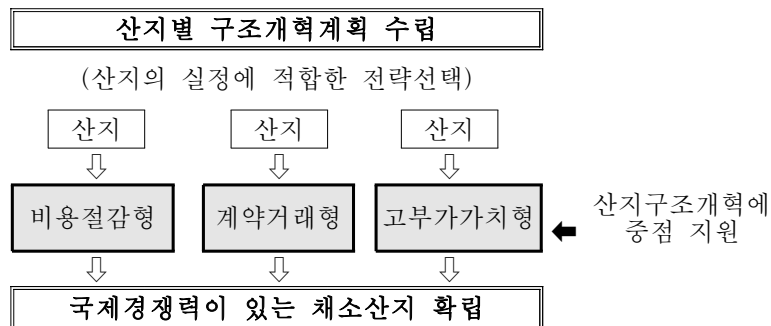 산지별 구조개혁계획 수립
(산지의 실정에 적합한 전략선택)
산지 산지 산지
비용절감형 계약거래형 고부가가치형
산지구조개혁에
중점 지원
국제경쟁력이 있는 채소산지 확립